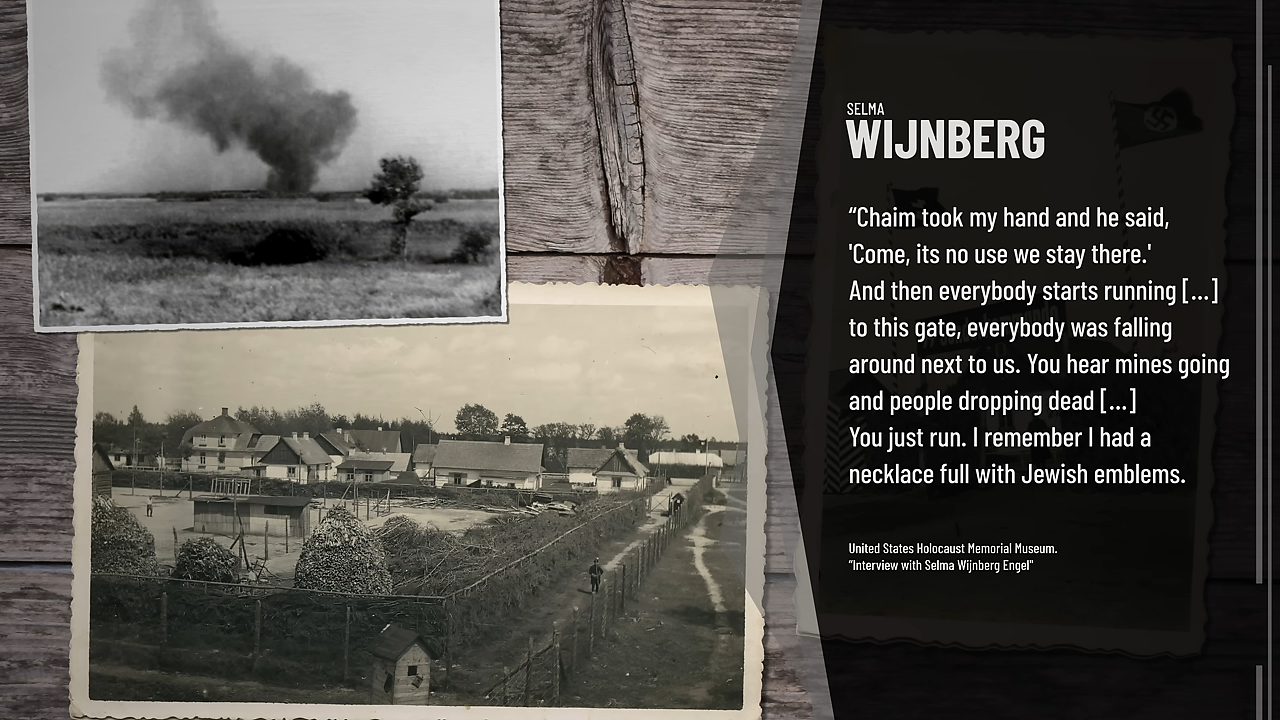 SELMA
WIJNBERG
“Chaim took my hand and he said,
'Come, its no use we stay there.'
And then everybody starts running [...]
to this gate, everybody was falling
around next to us. You hear mines going
and people dropping dead [...]
You just run. I remember I had a
necklace full with Jewish emblems.
United States Holocaust Memorial Museum.
"Interview with Selma Wijnberg Engel"